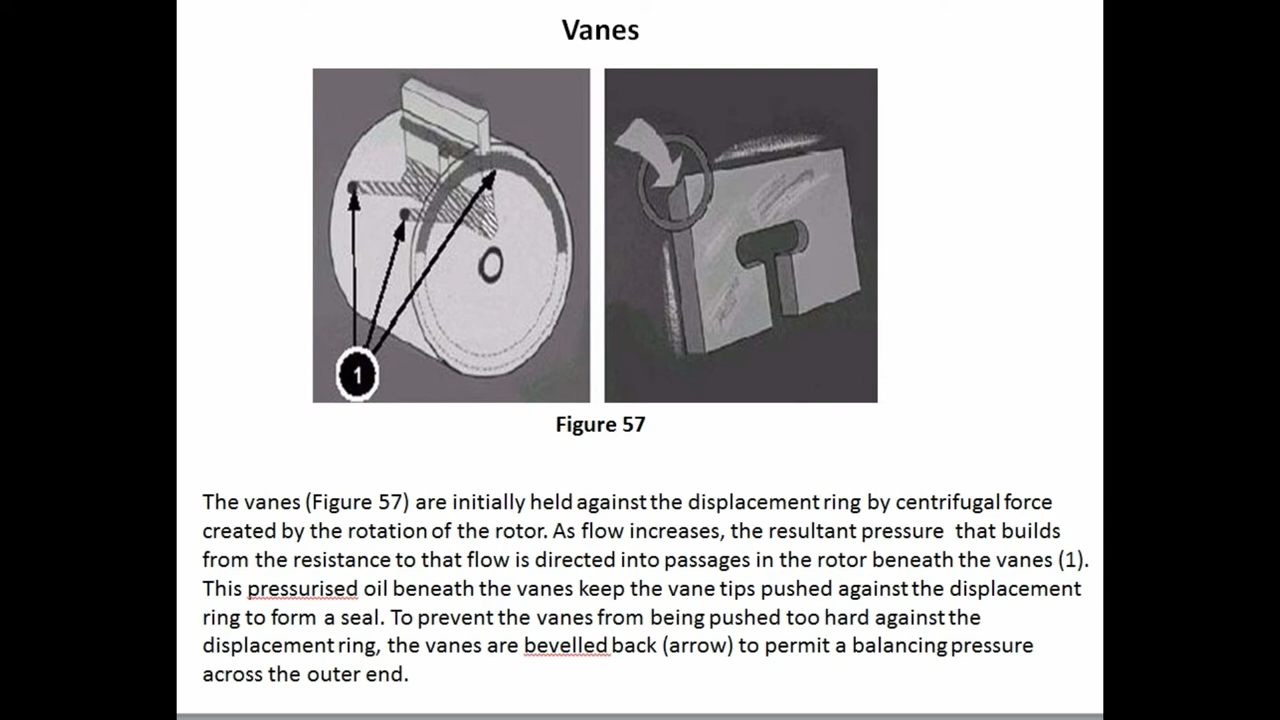 Vanes
1
Figure 57
The vanes (Figure 57) are initially held against the displacement ring by centrifugal force
created by the rotation of the rotor. As flow increases, the resultant pressure that builds
from the resistance to that flow is directed into passages in the rotor beneath the vanes (1).
This pressurised oil beneath the vanes keep the vane tips pushed against the displacement
ring to form a seal. To prevent the vanes from being pushed too hard against the
displacement ring, the vanes are bevelled back (arrow) to permit a balancing pressure
across the outer end.